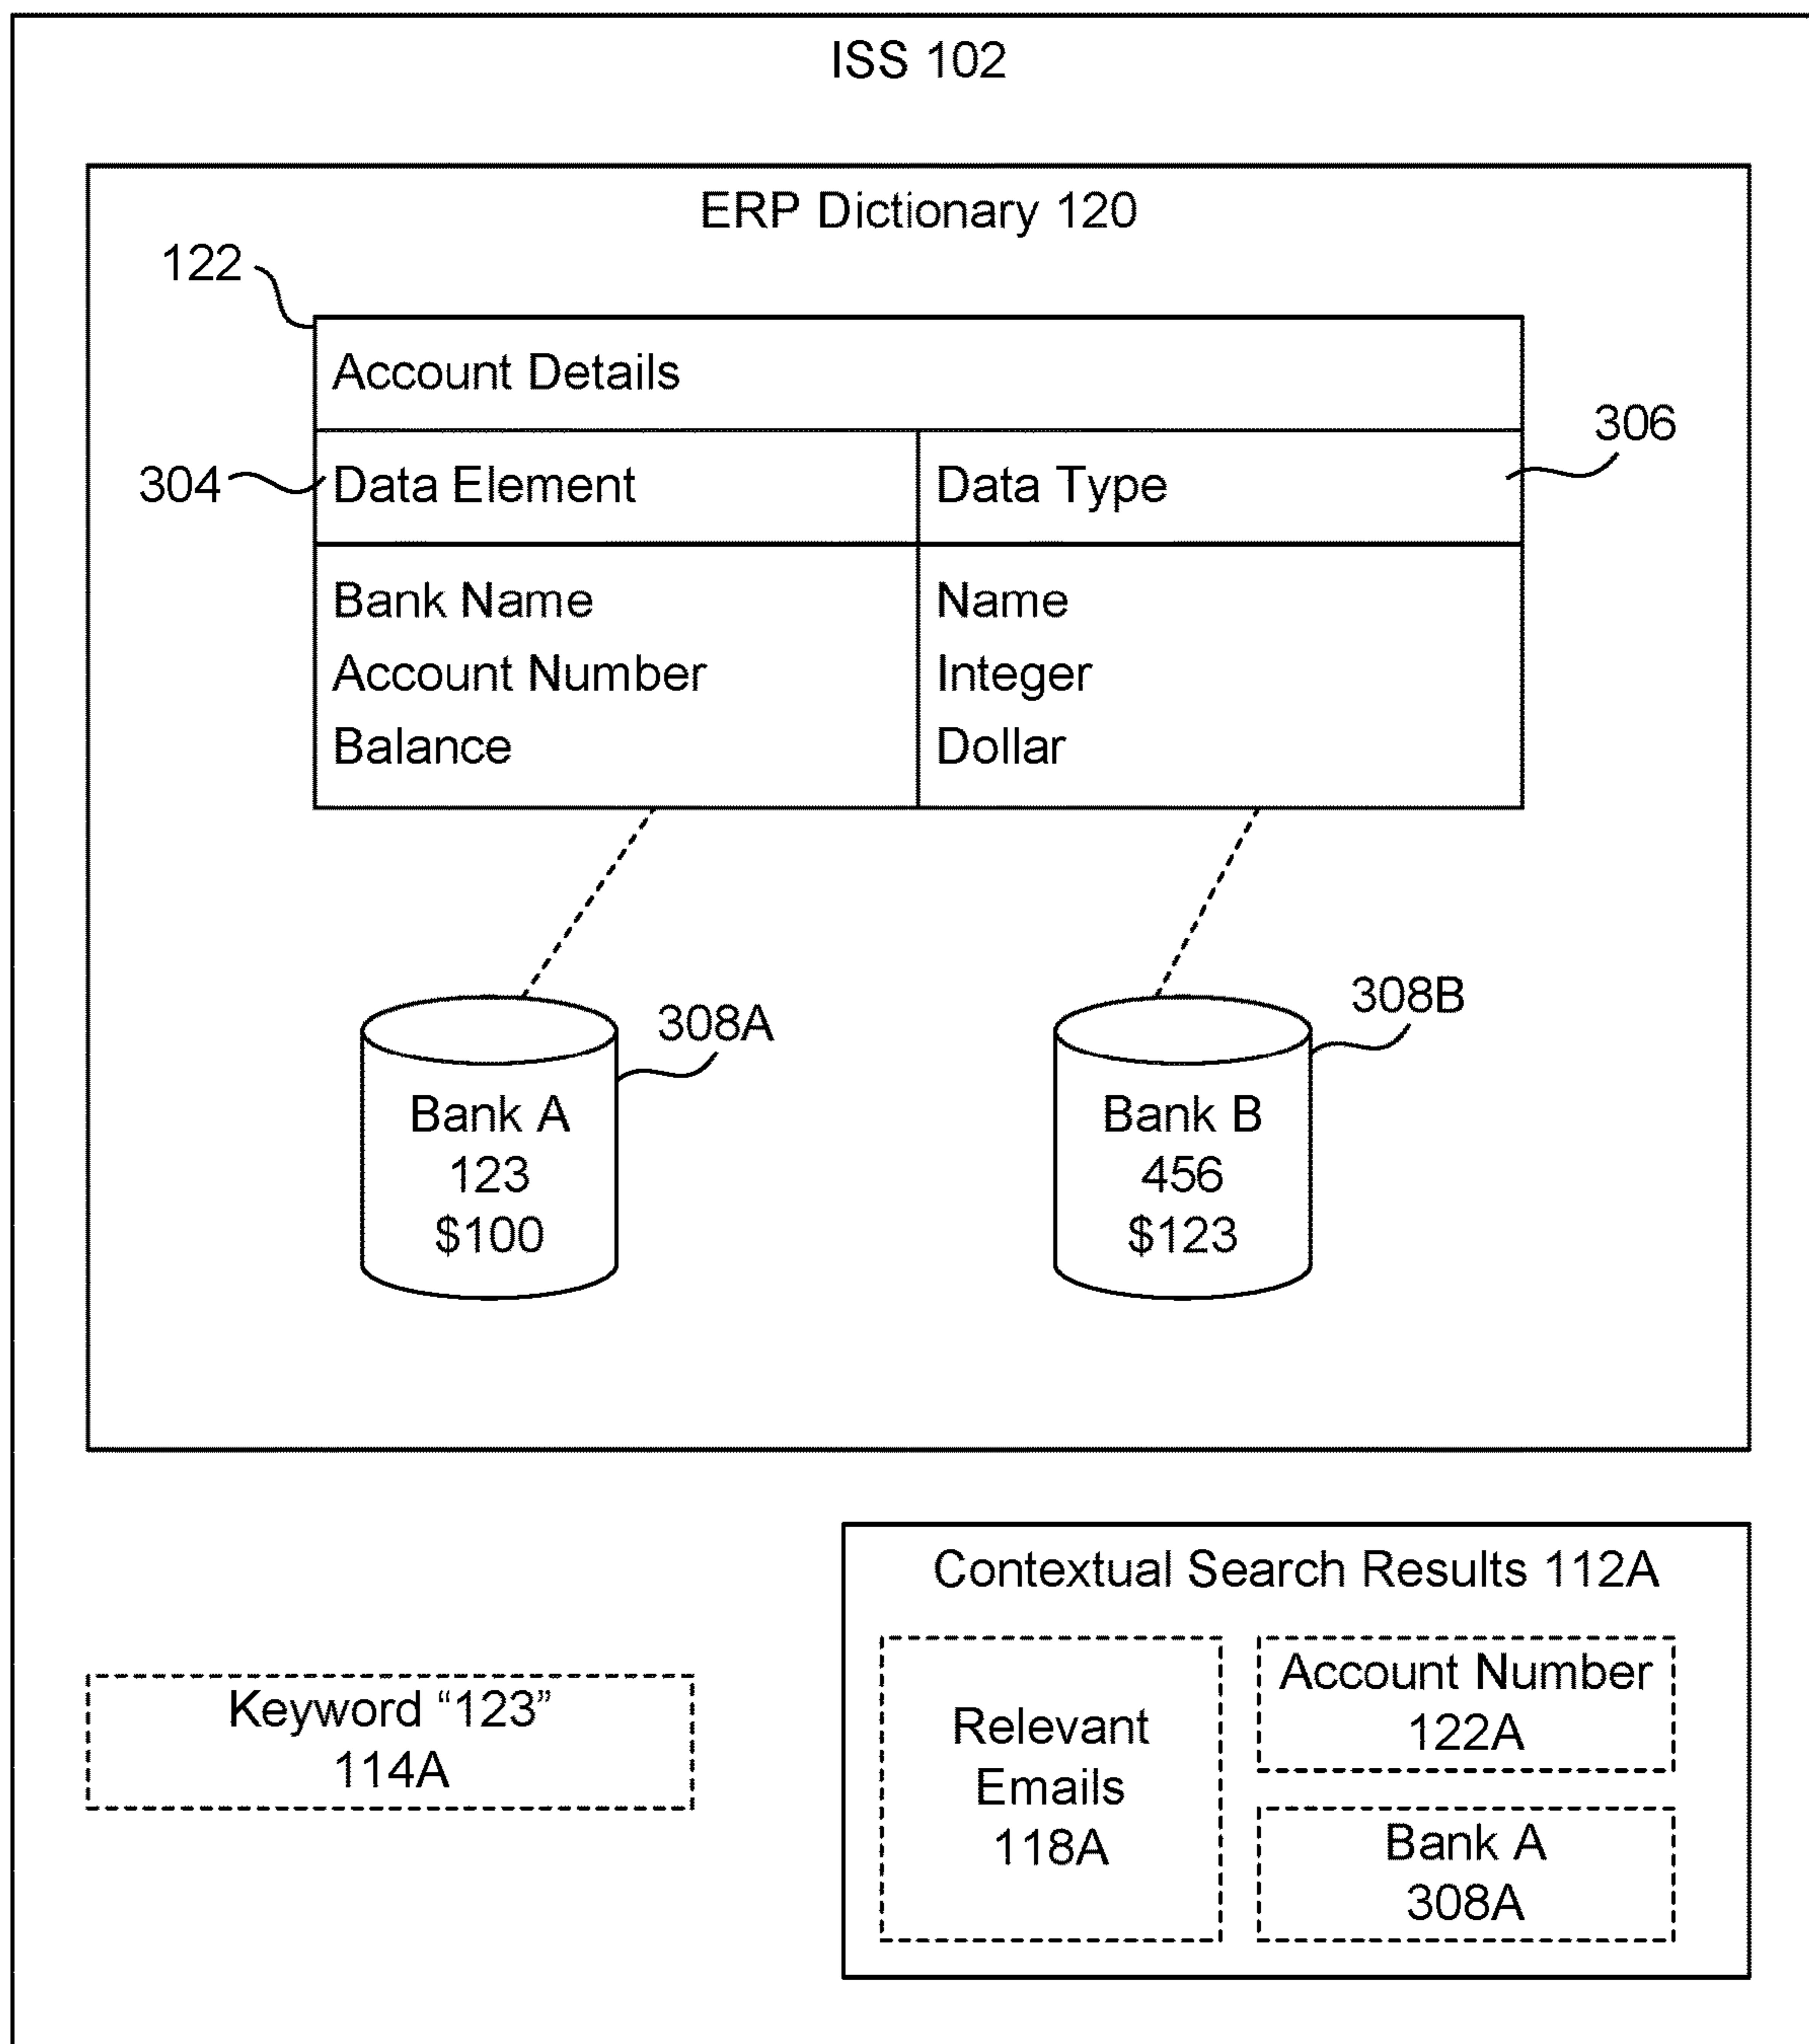 ISS 102
ERP Dictionary 120
122
Account Details
306
304
Data Element
Data Type
Bank Name
Name
Account Number
Integer
Balance
Dollar
308A
308B
Bank A
123
$100
Bank B
456
$123
Contextual Search Results 112A
Keyword “123”
114A
Relevant
Emails
118A
Account Number
122A
Bank A
308A